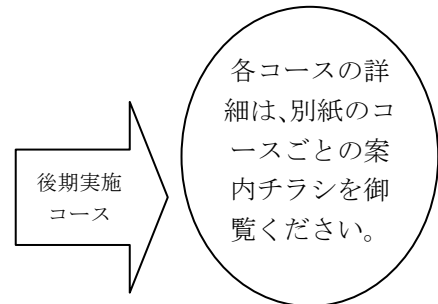 後期実施
コース
各コースの詳
細は、別紙のコ
ースごとの案
内チラシを御
覧ください。